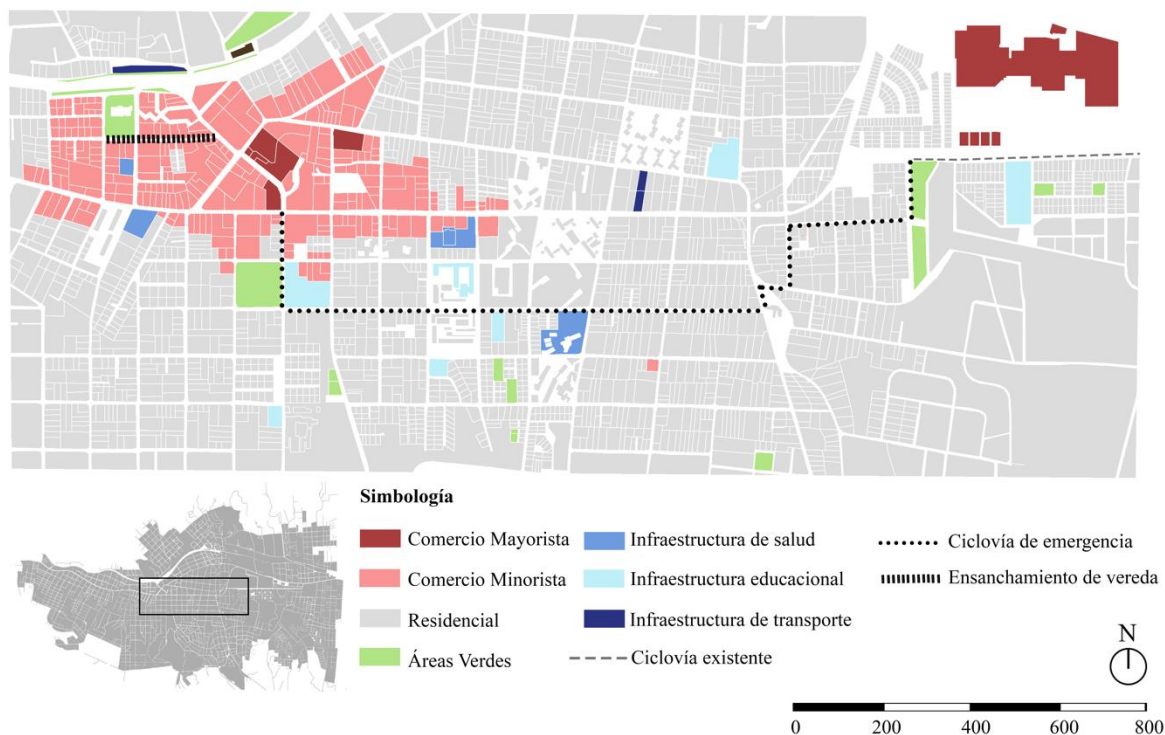 Simbología
Comercio Mayorista
Comercio Minorista
Residencial
Áreas Verdes
Infraestructura de salud
Infraestructura educacional
Infraestructura de transporte
Ciclovía existente
Ciclovía de emergencia
Ensanchamiento de vereda
N
0 200 400 600 800